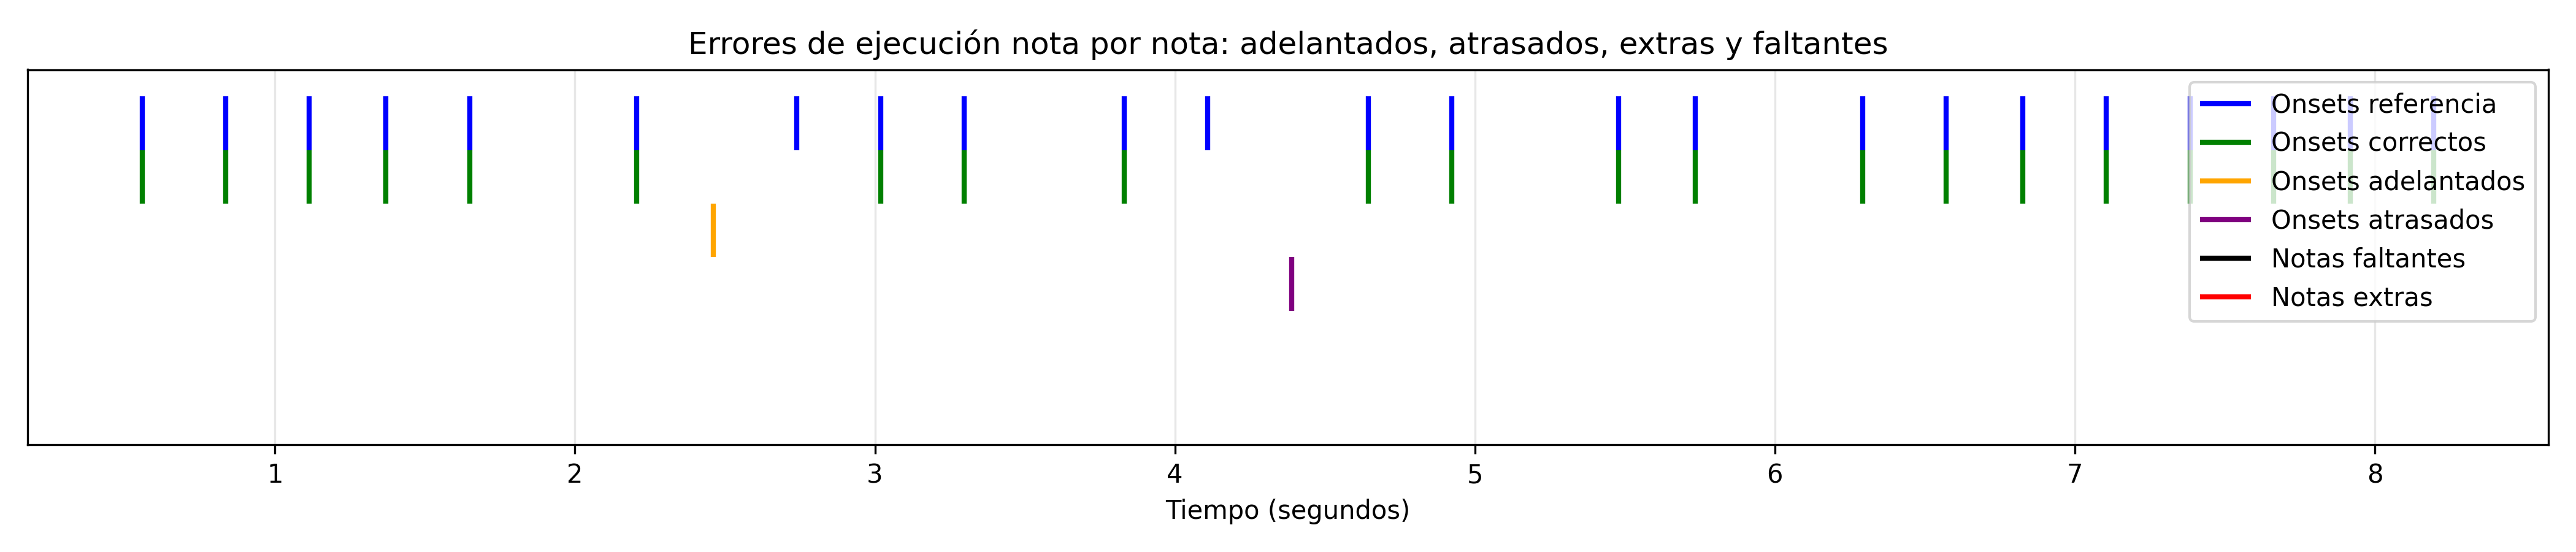 Errores de ejecución nota por nota: adelantados, atrasados, extras y faltantes
Onsets referencia
Onsets correctos
Onsets adelantados
Onsets atrasados
Notas faltantes
Notas extras
1 2 3 4 5 6 7 8
Tiempo (segundos)